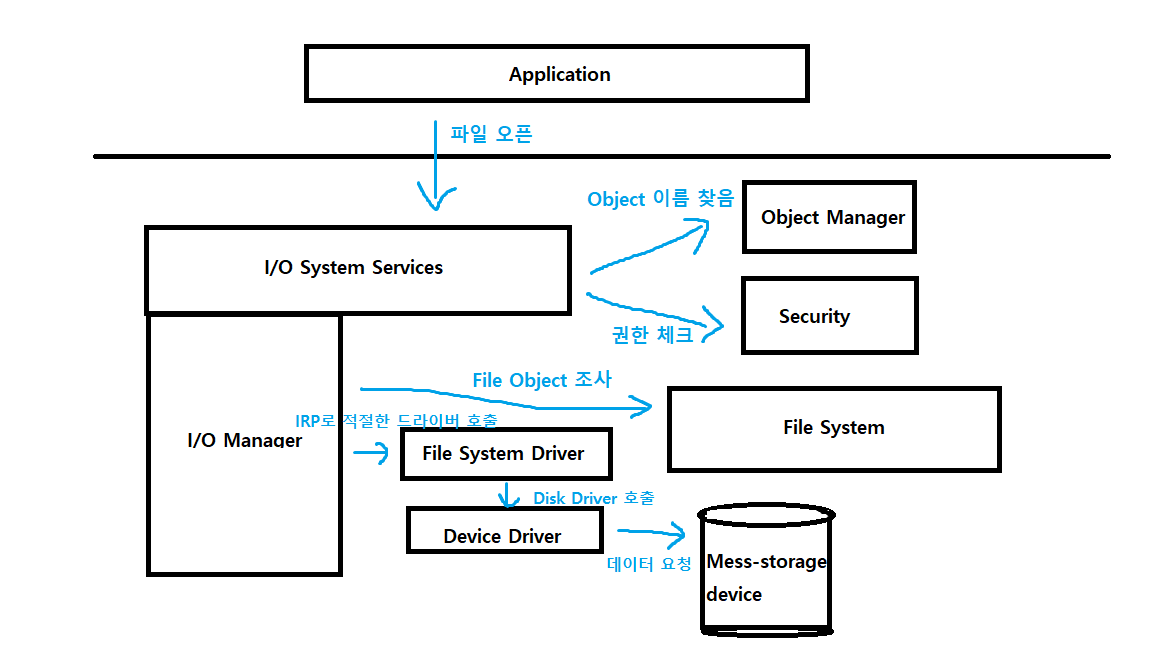 Application
파일 오픈
Object 이름 찾음
Object Manager
I/O System Services
Security
권한 체크
File Object 조사
IRP로 적절한 드라이버 호출
File System
I/O Manager
File System Driver
Disk Driver 호출
Device Driver
데이터 요청
Mess-storage
device